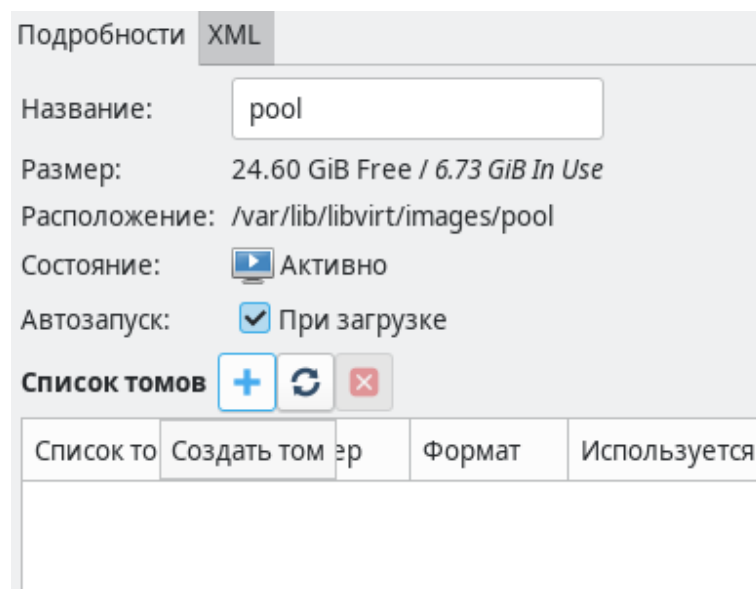 Подробности XML
Название: pool
Размер: 24.60 GiB Free / 6.73 GiB In Use
Расположение: /var/lib/libvirt/images/pool
Состояние: Активно
Автозапуск: При загрузке
Список томов
Список то Создать том ер Формат Используется